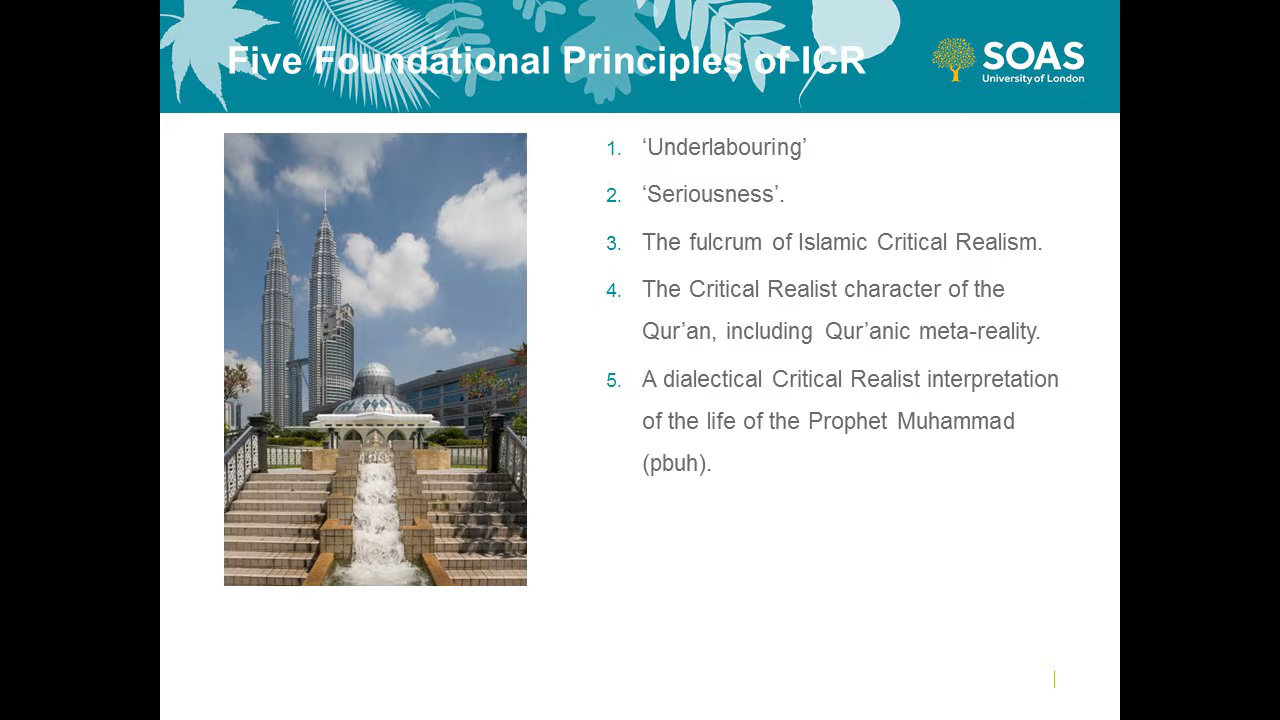 Five Foundational Principles of ICR
SOAS
University of London
1. ‘Underlabouring’
2. ‘Seriousness’.
3. The fulcrum of Islamic Critical Realism.
4. The Critical Realist character of the
Qur’an, including Qur’anic meta-reality.
5. A dialectical Critical Realist interpretation
of the life of the Prophet Muhammad
(pbuh).